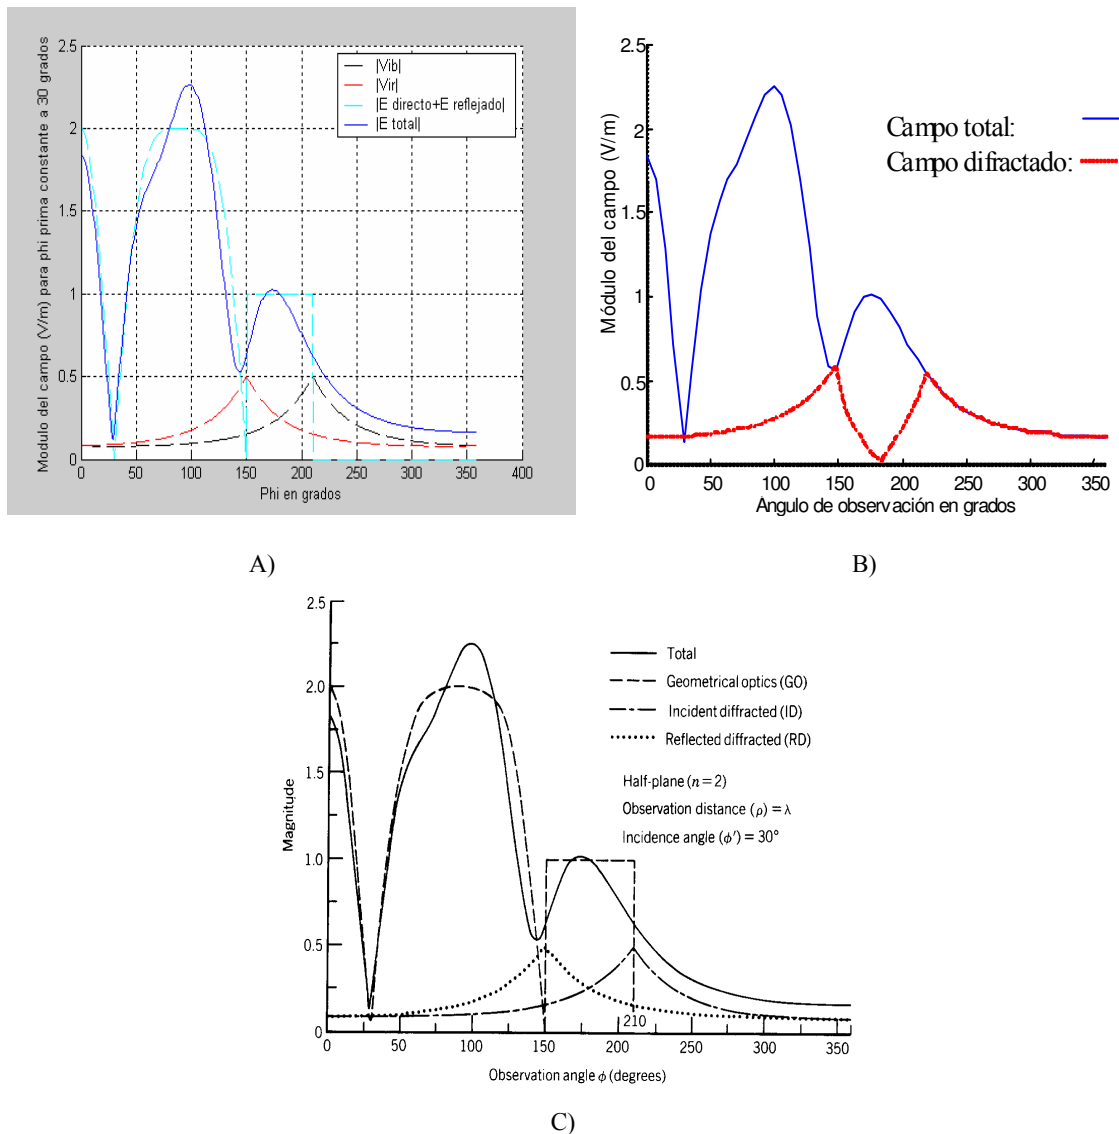 2.5
2
1.5
1
0.5
0
Modulo del campo (V/m) para phi prima constante a 30 grados
|Vib|
|Vir|
|E directo+E reflejado|
|E total|
0 50 100 150 200 250 300 350 400
Phi en grados
A)
2.5
2
1.5
1
0.5
0
Módulo del campo (V/m)
Campo total:
Campo difractado:
0 50 100 150 200 250 300 350
Angulo de observación en grados
B)
2.5
2.0
1.5
1.0
0.5
0
Magnitude
Total
Geometrical optics (GO)
Incident diffracted (ID)
Reflected diffracted (RD)
Half-plane (n = 2)
Observation distance (ρ) = λ
Incidence angle (ϕ′) = 30°
210
0 50 100 150 200 250 300 350
Observation angle ϕ (degrees)
C)